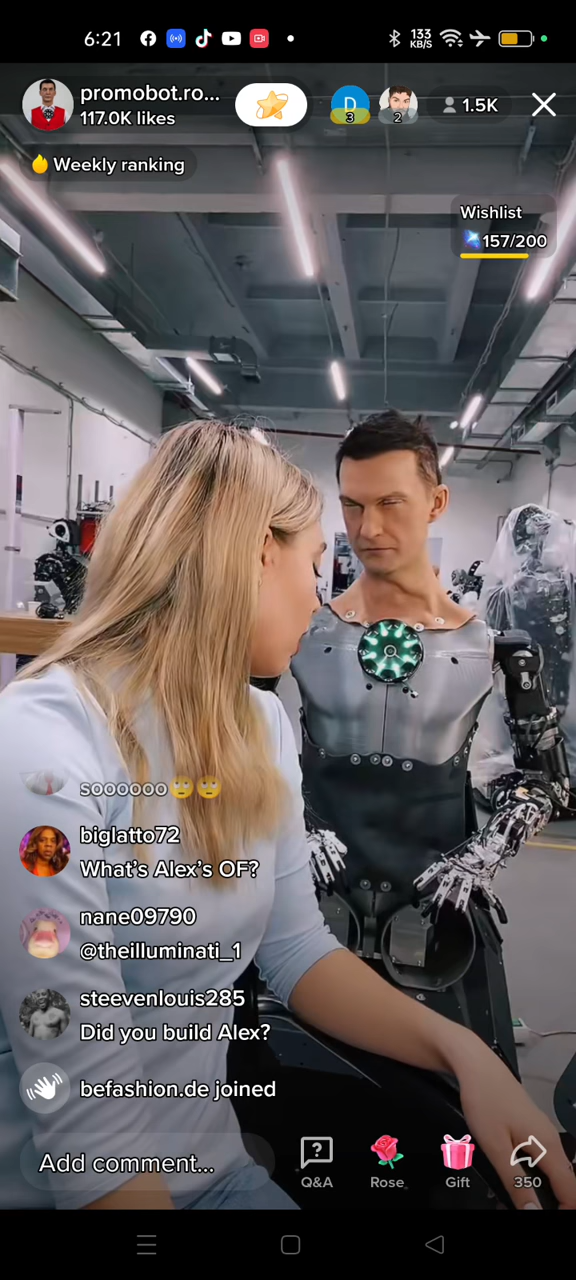 6:21
133
KB/S
promobot.ro...
117.0K likes
D
3
2
1.5K
Weekly ranking
Wishlist
157/200
soooooo🙄🙄
biglatto72
What's Alex's OF?
nane09790
@theilluminati_1
steevenlouis285
Did you build Alex?
befashion.de joined
Add comment...
Q&A
Rose
Gift
350